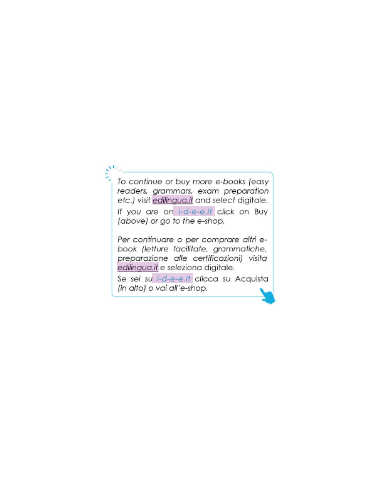 To continue or buy more e-books (easy
readers, grammars, exam preparation
etc.) visit edilingua.it and select digitale.
If you are on i-d-e-e.it click on Buy
(above) or go to the e-shop.
Per continuare o per comprare altri e-
book (letture facilitate, grammatiche,
preparazione alle certificazioni) visita
edilingua.it e seleziona digitale.
Se sei su i-d-e-e.it clicca su Acquista
(in alto) o vai all'e-shop.